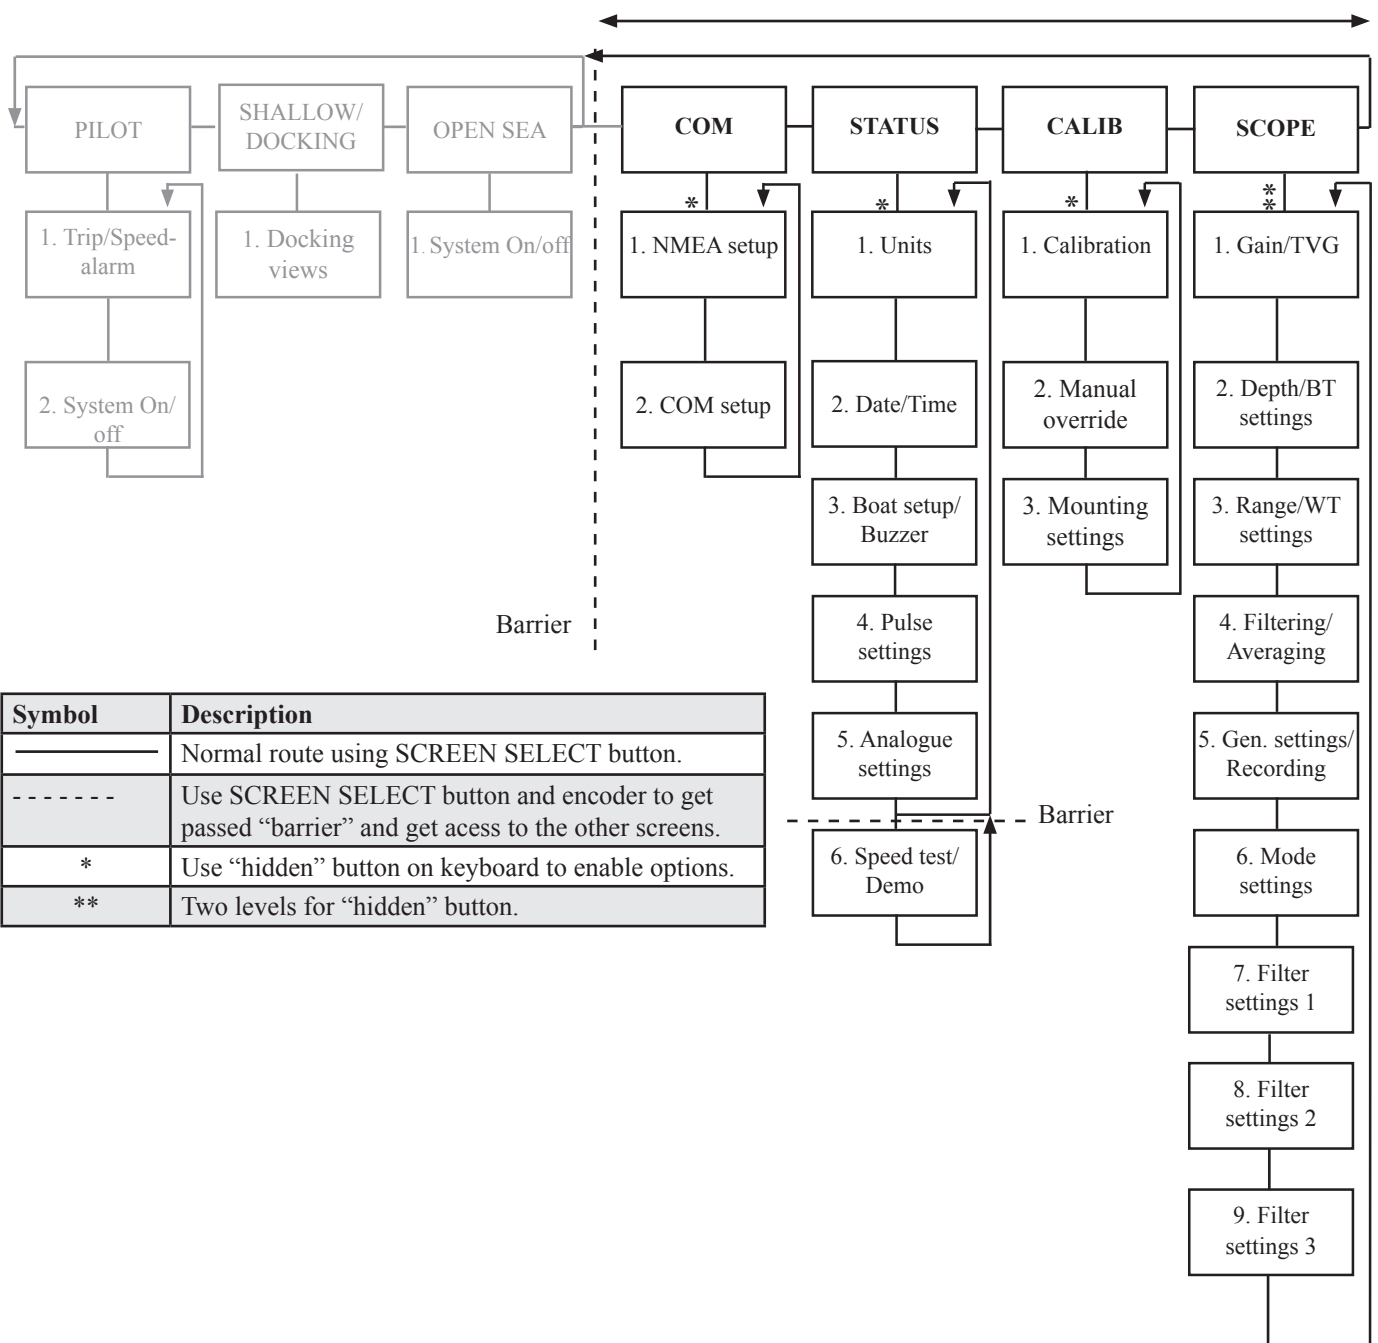 PILOT
SHALLOW/
DOCKING
OPEN SEA
COM
STATUS
CALIB
SCOPE
*
*
*
*
*
1. Trip/Speed-
alarm
1. Docking
views
1. System On/off
1. NMEA setup
1. Units
1. Calibration
1. Gain/TVG
2. System On/
off
2. COM setup
2. Date/Time
2. Manual
override
2. Depth/BT
settings
3. Boat setup/
Buzzer
3. Mounting
settings
3. Range/WT
settings
Barrier
4. Pulse
settings
4. Filtering/
Averaging
5. Analogue
settings
5. Gen. settings/
Recording
Barrier
6. Speed test/
Demo
6. Mode
settings
7. Filter
settings 1
8. Filter
settings 2
9. Filter
settings 3
Symbol Description
Normal route using SCREEN SELECT button.
- - - - - - - Use SCREEN SELECT button and encoder to get
passed “barrier” and get acess to the other screens.
* Use “hidden” button on keyboard to enable options.
** Two levels for “hidden” button.